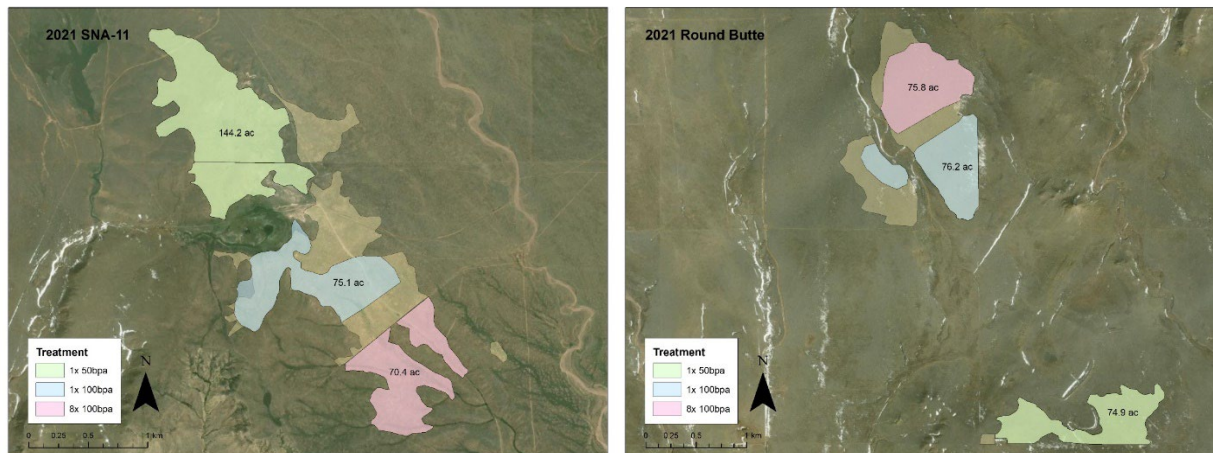 2021 SNA-11
144.2 ac
75.1 ac
70.4 ac
Treatment
1x 50bpa
1x 100bpa
8x 100bpa
N
0 0.25 0.5 1 km
2021 Round Butte
75.8 ac
76.2 ac
74.9 ac
Treatment
1x 50bpa
1x 100bpa
8x 100bpa
N
0 0.25 0.5 1 km